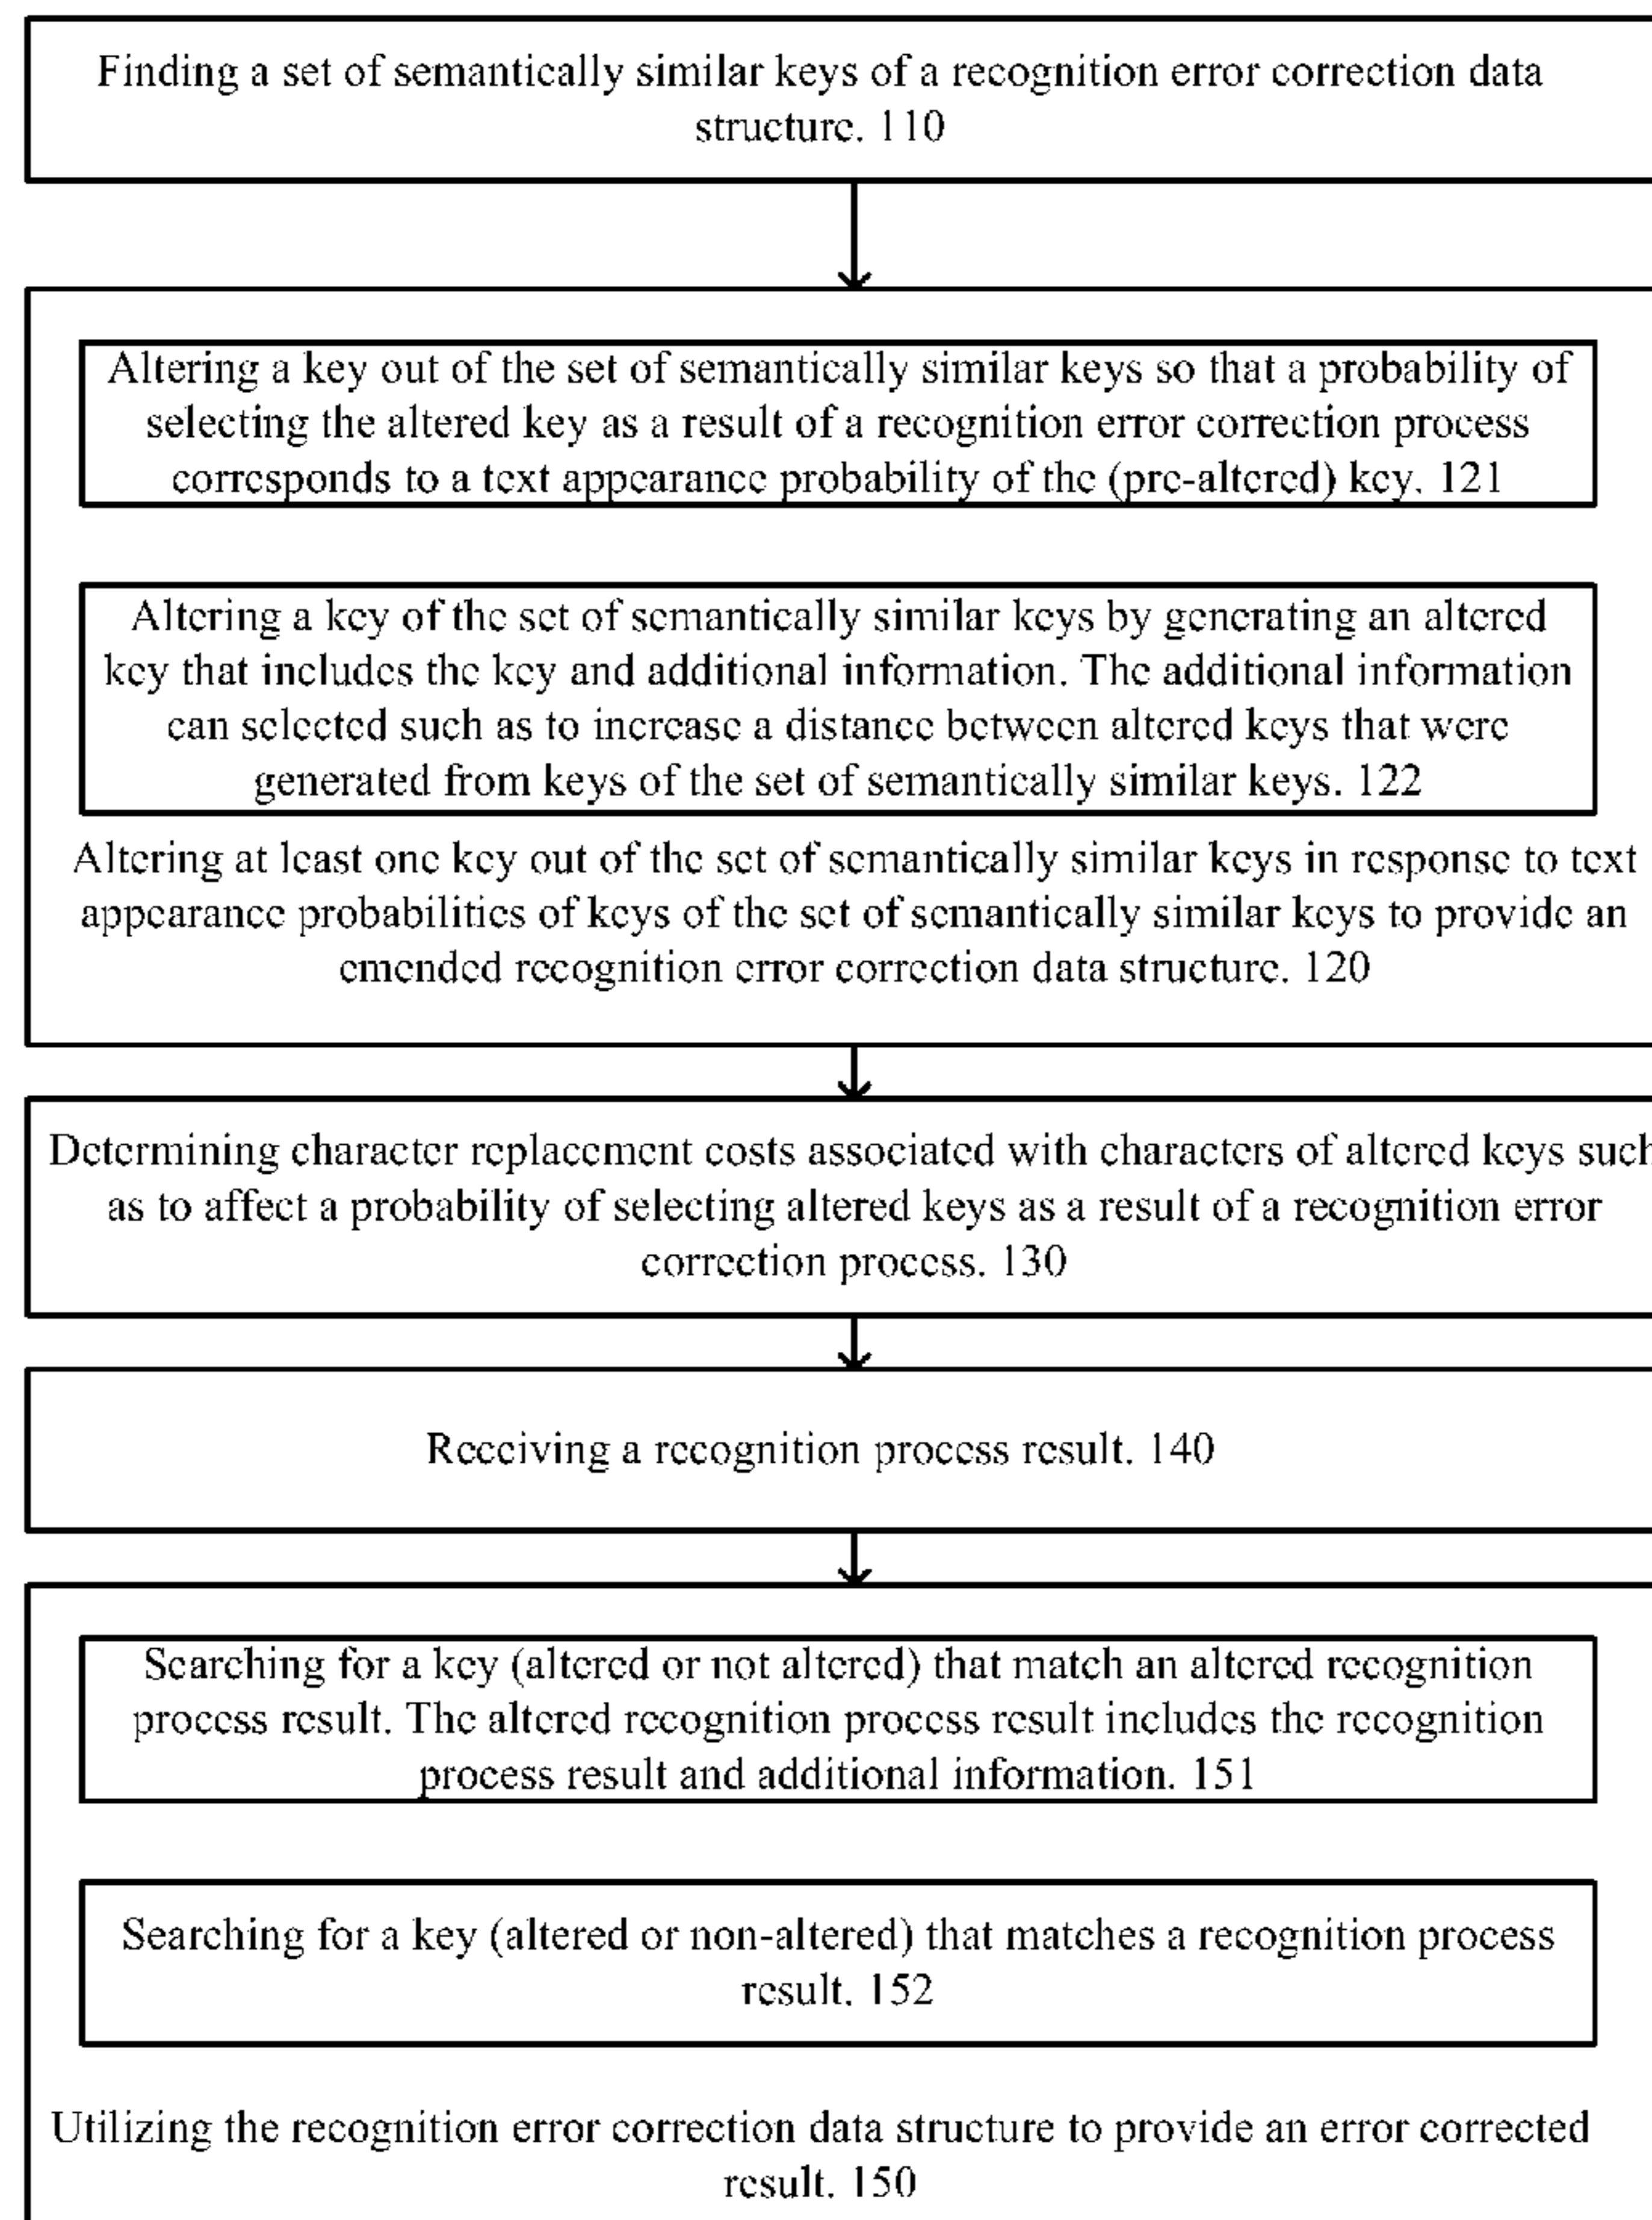 Finding a set of semantically similar keys of a recognition error correction data
structure. 110
Altering a key out of the set of semantically similar keys so that a probability of
selecting the altered key as a result of a recognition error correction process
corresponds to a text appearance probability of the (pre-altered) key. 121
Altering a key of the set of semantically similar keys by generating an altered
key that includes the key and additional information. The additional information
can selected such as to increase a distance between altered keys that were
generated from keys of the set of semantically similar keys. 122
Altering at least one key out of the set of semantically similar keys in response to text
appearance probabilities of keys of the set of semantically similar keys to provide an
emended recognition error correction data structure. 120
Determining character replacement costs associated with characters of altered keys such
as to affect a probability of selecting altered keys as a result of a recognition error
correction process. 130
Receiving a recognition process result. 140
Searching for a key (altered or not altered) that match an altered recognition
process result. The altered recognition process result includes the recognition
process result and additional information. 151
Searching for a key (altered or non-altered) that matches a recognition process
result. 152
Utilizing the recognition error correction data structure to provide an error corrected
result. 150